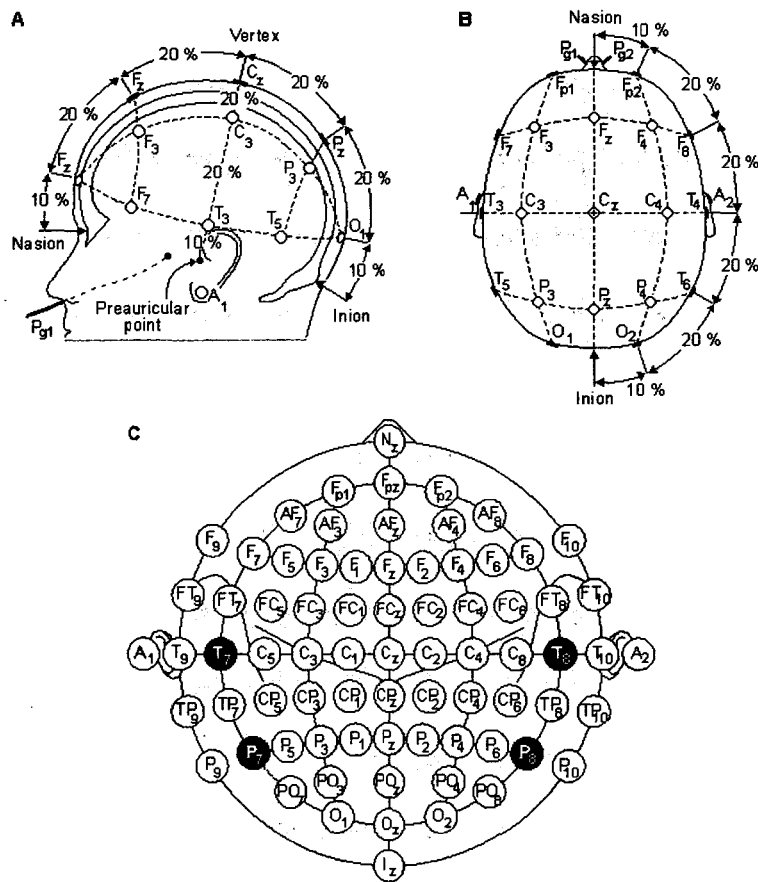 A
Vertex
20 %
20 %
Fz
Cz
20 %
20 %
F3
C3
Pz
P3
20 %
Fz
10 %
F7
20 %
T3
T5
O1
Nasion
10 %
10 %
A1
Preauricular
point
Pg1
Inion
B
Nasion
10 %
Pg1
Pg2
Fp1
Fp2
20 %
F7
F3
Fz
F4
F8
20 %
A1
T3
C3
Cz
C4
T4
A2
20 %
T5
P3
Pz
P4
T6
O1
O2
20 %
10 %
Inion
C
Nz
Fp1
Fpz
Fp2
AF7
AF3
AFz
AF4
AF8
F9
F7
F5
F3
F1
Fz
F2
F4
F6
F8
F10
FT9
FT7
FC5
FC3
FC1
FCz
FC2
FC4
FC6
FT8
FT10
A1
T9
T7
C5
C3
C1
Cz
C2
C4
C8
T8
T10
A2
TP9
TP7
CP5
CP3
CP1
CPz
CP2
CP4
CP6
TP8
TP10
P9
P7
P5
P3
P1
Pz
P2
P4
P6
P8
P10
PO7
PO3
POz
PO4
PO8
O1
Oz
O2
Iz